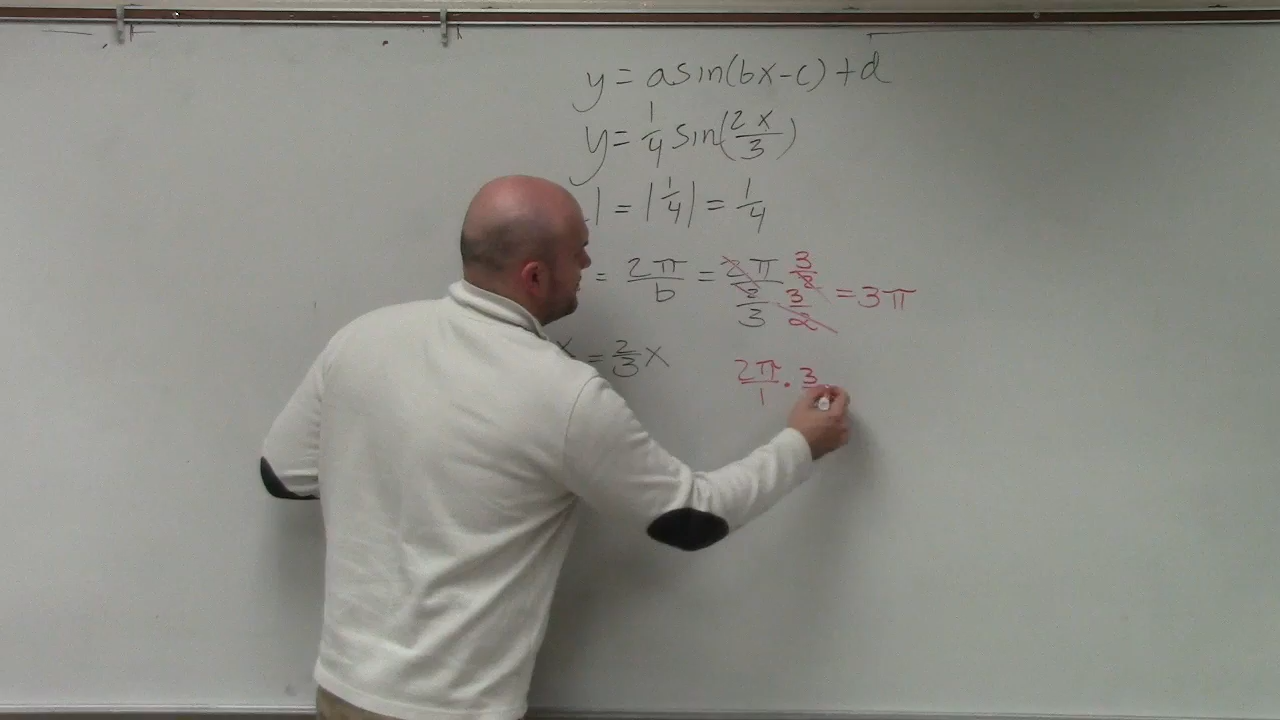 y = a sin(bx - c) + d
y = 1/4 sin(2x/3)
| = |1/4| = 1/4
= 2π/b = 2π/(2/3) (3/2)/(3/2) = 3π
x = 2/3 x
2π/1 · 3